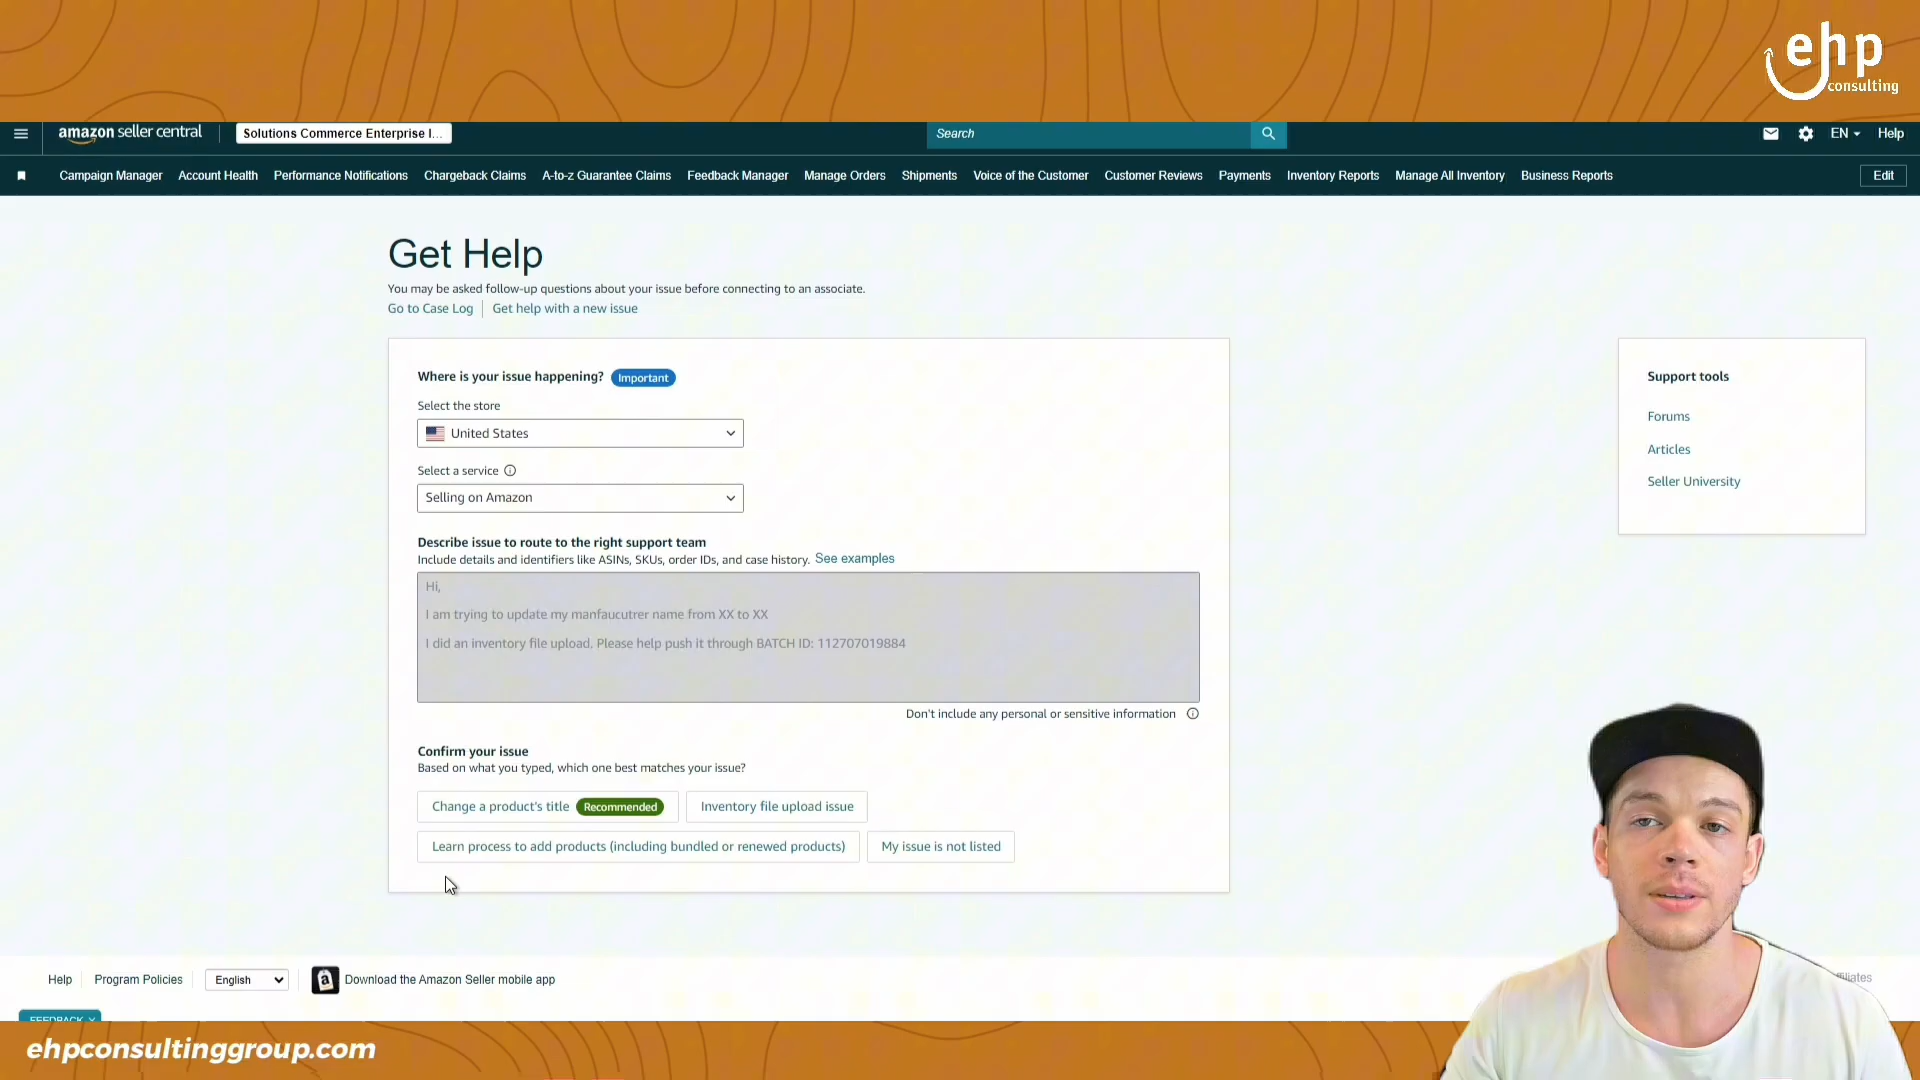 ehp
consulting
amazon seller central
Solutions Commerce Enterprise I...
Search
EN
Help
Campaign Manager
Account Health
Performance Notifications
Chargeback Claims
A-to-z Guarantee Claims
Feedback Manager
Manage Orders
Shipments
Voice of the Customer
Customer Reviews
Payments
Inventory Reports
Manage All Inventory
Business Reports
Edit
Get Help
You may be asked follow-up questions about your issue before connecting to an associate.
Go to Case Log
Get help with a new issue
Where is your issue happening?
Important
Select the store
United States
Select a service
Selling on Amazon
Describe issue to route to the right support team
Include details and identifiers like ASINs, SKUs, order IDs, and case history. See examples
Hi,
I am trying to update my manfaucutrer name from XX to XX
I did an inventory file upload. Please help push it through BATCH ID: 112707019884
Don't include any personal or sensitive information
Confirm your issue
Based on what you typed, which one best matches your issue?
Change a product's title
Recommended
Inventory file upload issue
Learn process to add products (including bundled or renewed products)
My issue is not listed
Support tools
Forums
Articles
Seller University
Help
Program Policies
English
a
Download the Amazon Seller mobile app
FEEDBACK
ehpconsultinggroup.com